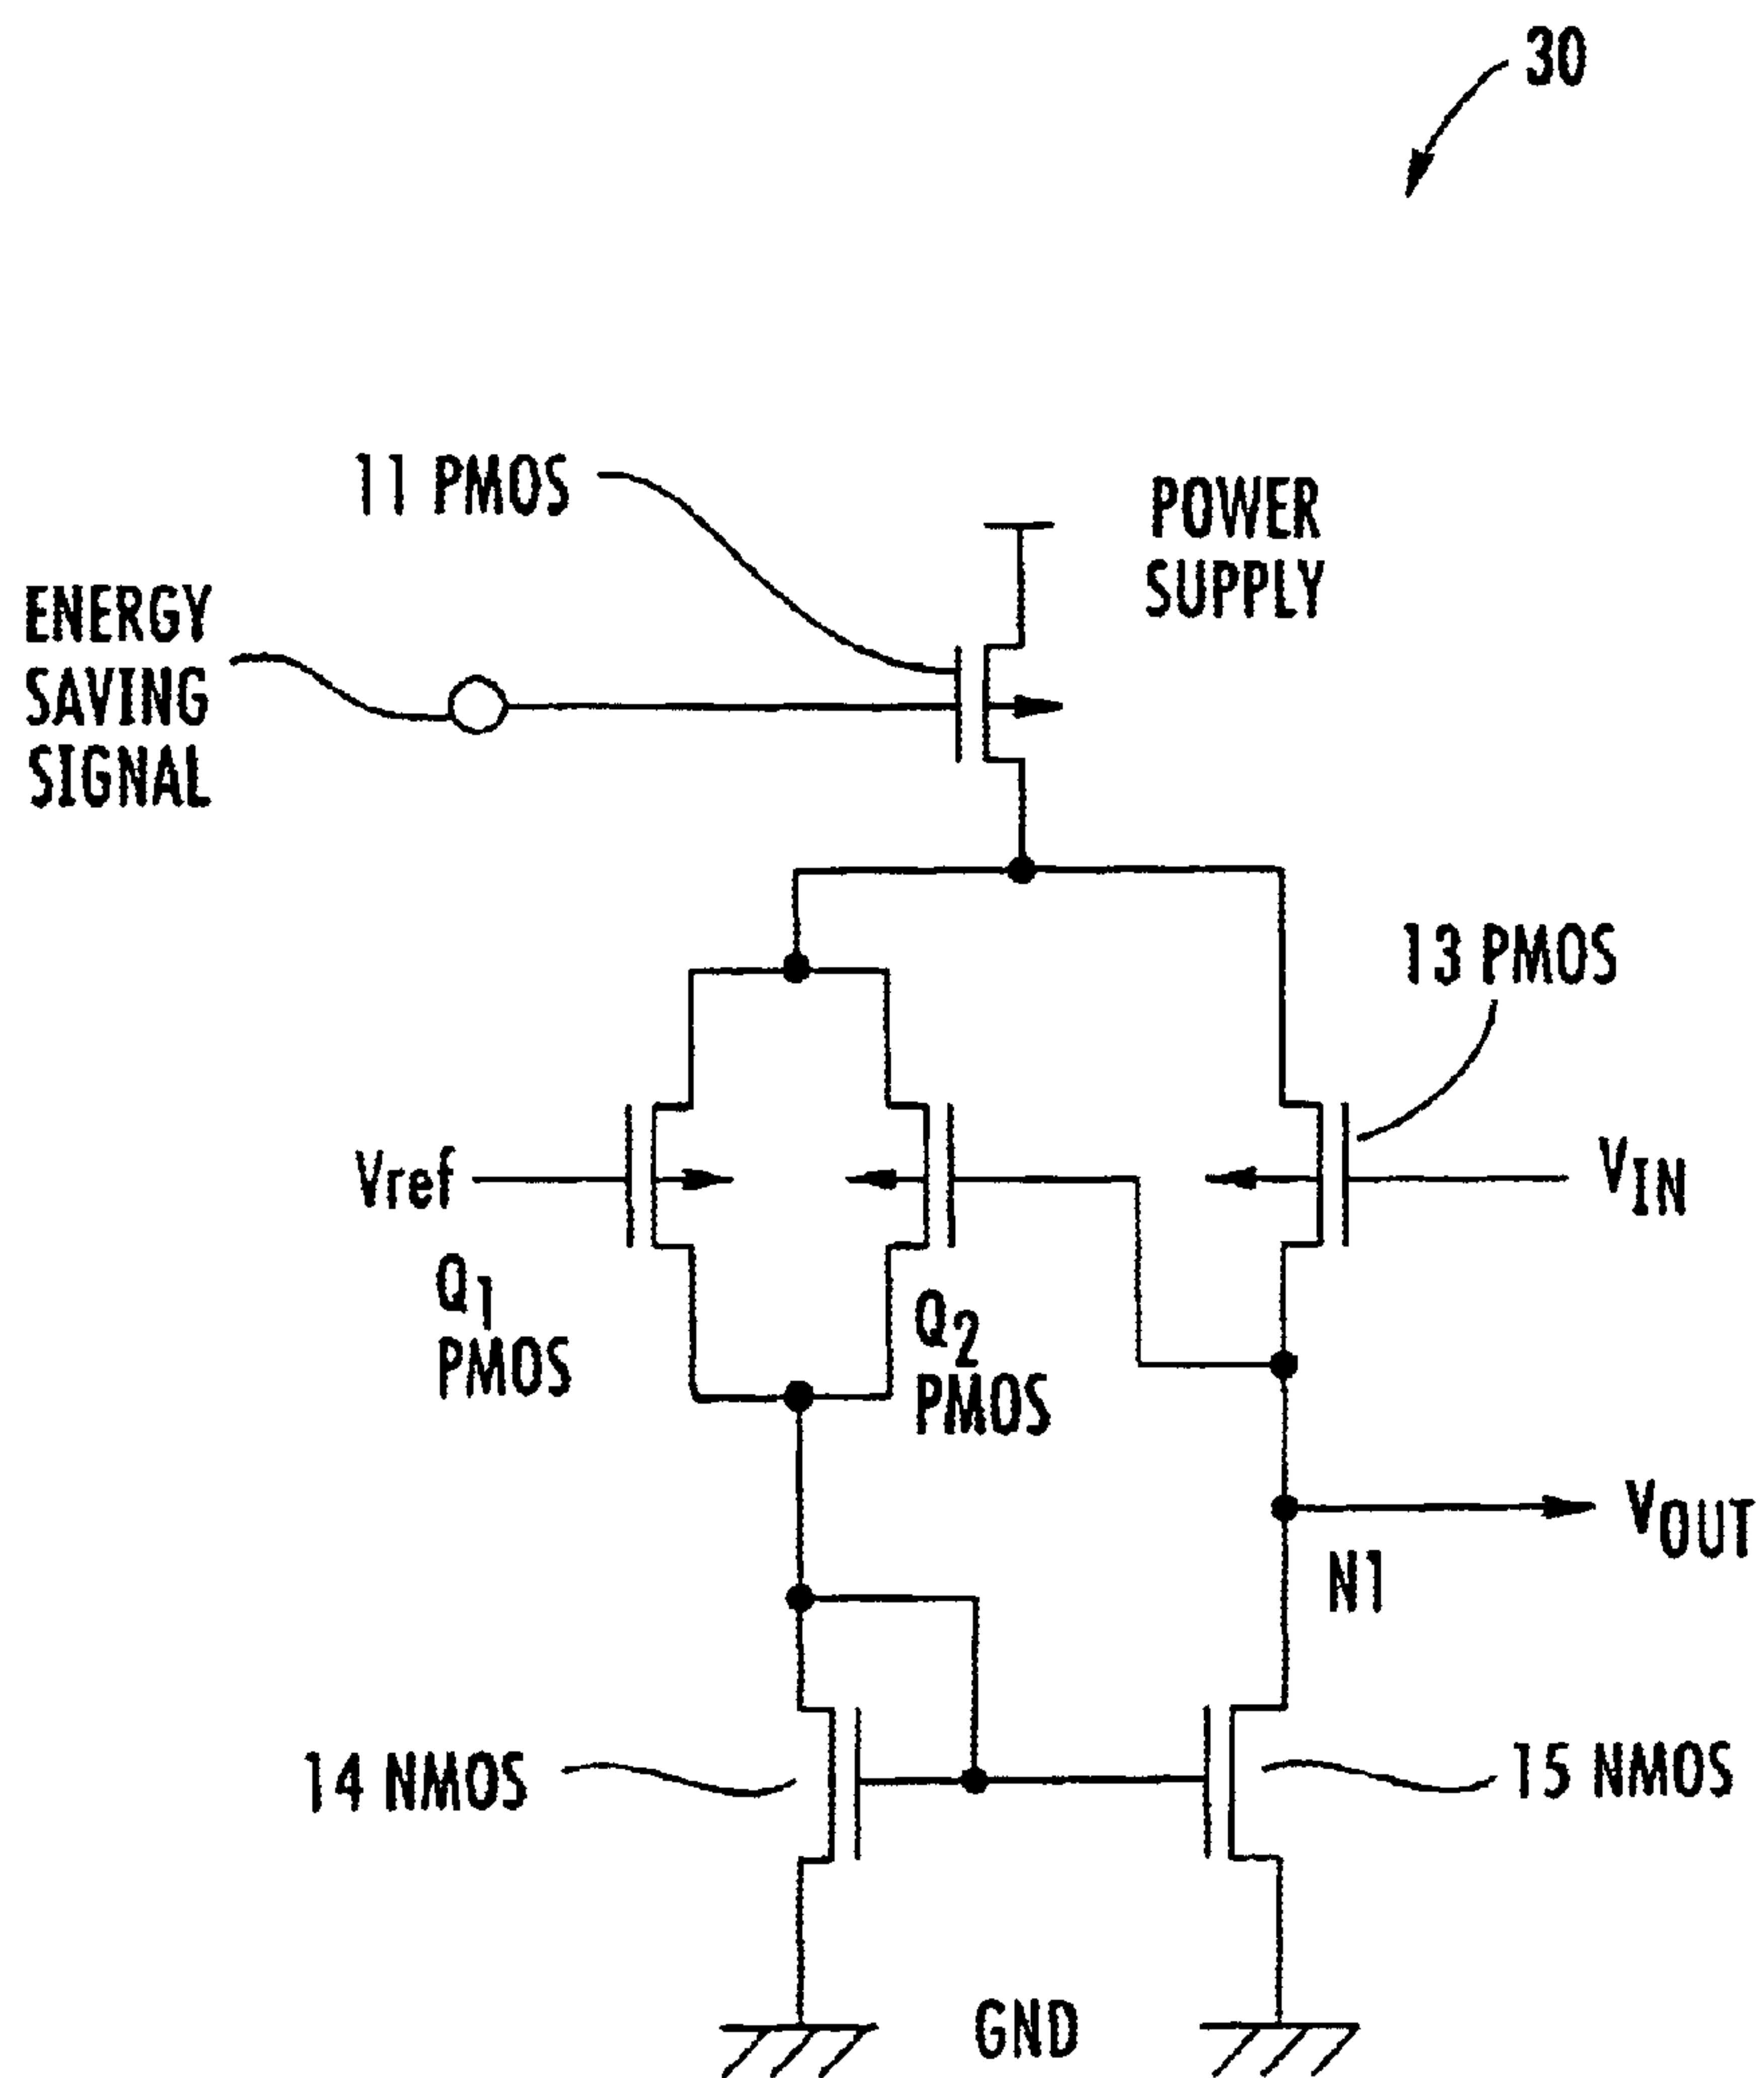 30
11 PMOS
POWER
SUPPLY
ENERGY
SAVING
SIGNAL
13 PMOS
Vref
VIN
Q1
PMOS
Q2
PMOS
VOUT
N1
14 NMOS
15 NMOS
GND